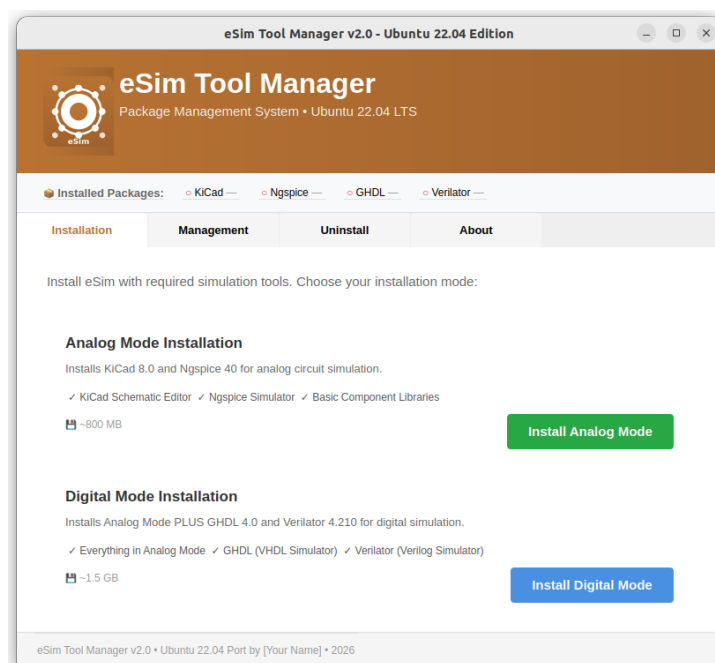 eSim Tool Manager v2.0 - Ubuntu 22.04 Edition
eSim
eSim Tool Manager
Package Management System • Ubuntu 22.04 LTS
Installed Packages: ○ KiCad — ○ Ngspice — ○ GHDL — ○ Verilator —
Installation Management Uninstall About
Install eSim with required simulation tools. Choose your installation mode:
Analog Mode Installation
Installs KiCad 8.0 and Ngspice 40 for analog circuit simulation.
✓ KiCad Schematic Editor ✓ Ngspice Simulator ✓ Basic Component Libraries
~800 MB
Install Analog Mode
Digital Mode Installation
Installs Analog Mode PLUS GHDL 4.0 and Verilator 4.210 for digital simulation.
✓ Everything in Analog Mode ✓ GHDL (VHDL Simulator) ✓ Verilator (Verilog Simulator)
~1.5 GB
Install Digital Mode
eSim Tool Manager v2.0 • Ubuntu 22.04 Port by [Your Name] • 2026